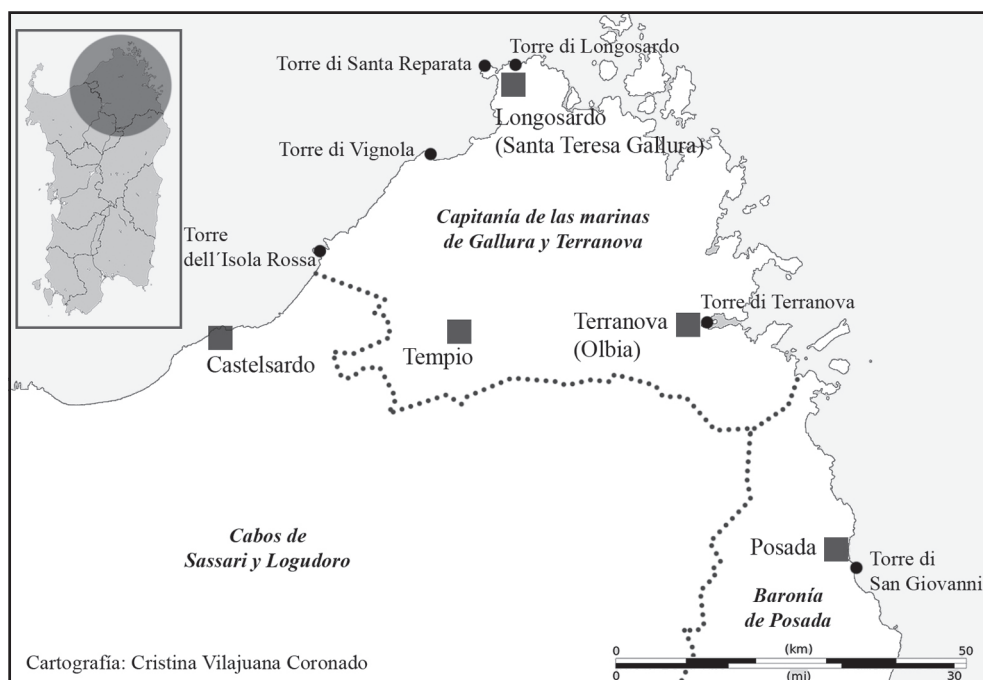 Torre di Longosardo
Torre di Santa Reparata
Longosardo
(Santa Teresa Gallura)
Torre di Vignola
Capitanía de las marinas
de Gallura y Terranova
Torre
dell´Isola Rossa
Torre di Terranova
Terranova
(Olbia)
Tempio
Castelsardo
Cabos de
Sassari y Logudoro
Posada
Torre di
San Giovanni
Baronía
de Posada
Cartografía: Cristina Vilajuana Coronado
0 (km) 50
0 (mi) 30